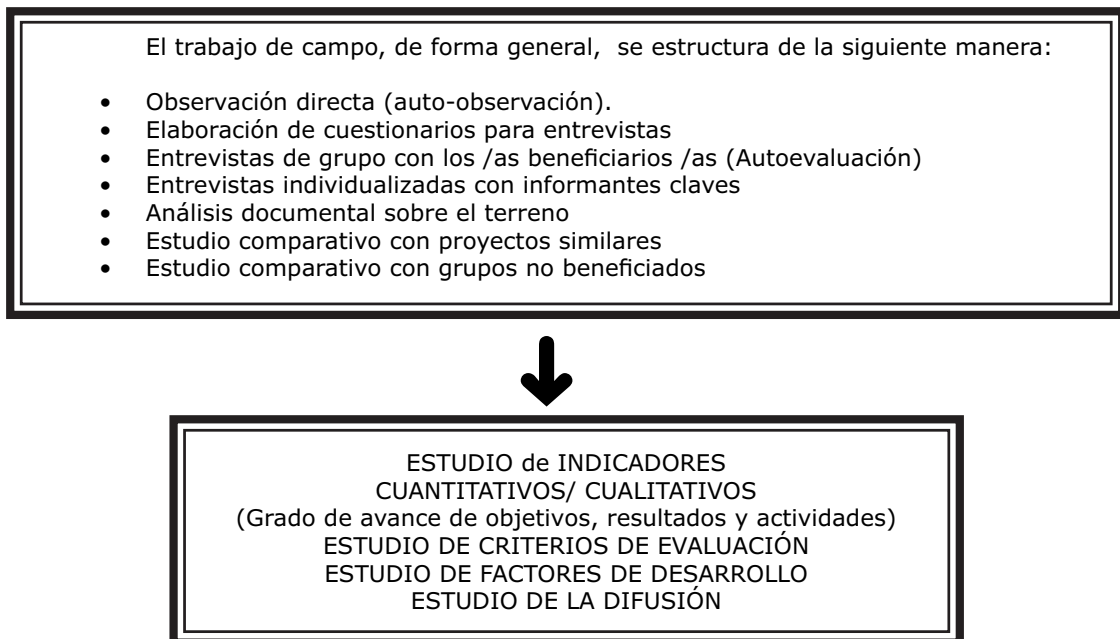 El trabajo de campo, de forma general,  se estructura de la siguiente manera:
• Observación directa (auto-observación).
• Elaboración de cuestionarios para entrevistas
• Entrevistas de grupo con los /as beneficiarios /as (Autoevaluación)
• Entrevistas individualizadas con informantes claves
• Análisis documental sobre el terreno
• Estudio comparativo con proyectos similares
• Estudio comparativo con grupos no beneficiados
ESTUDIO de INDICADORES
CUANTITATIVOS/ CUALITATIVOS
(Grado de avance de objetivos, resultados y actividades)
ESTUDIO DE CRITERIOS DE EVALUACIÓN
ESTUDIO DE FACTORES DE DESARROLLO
ESTUDIO DE LA DIFUSIÓN